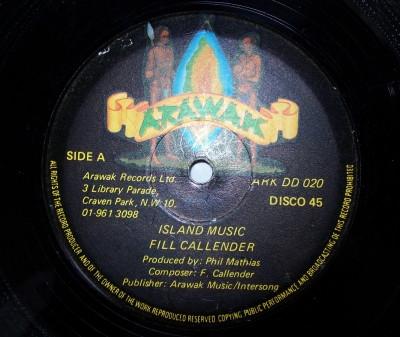 ARAWAK
SIDE A
Arawak Records Ltd.
3 Library Parade,
Craven Park, N.W.10.
01-961 3098
ARK DD 020
DISCO 45
ISLAND MUSIC
FILL CALLENDER
Produced by: Phil Mathias
Composer: F. Callender
Publisher: Arawak Music/Intersong
ALL RIGHTS OF THE RECORD PRODUCER AND OF THE OWNER OF THE WORK REPRODUCED RESERVED COPYING PUBLIC PERFORMANCE AND BROADCASTING OF THIS RECORD PROHIBITED